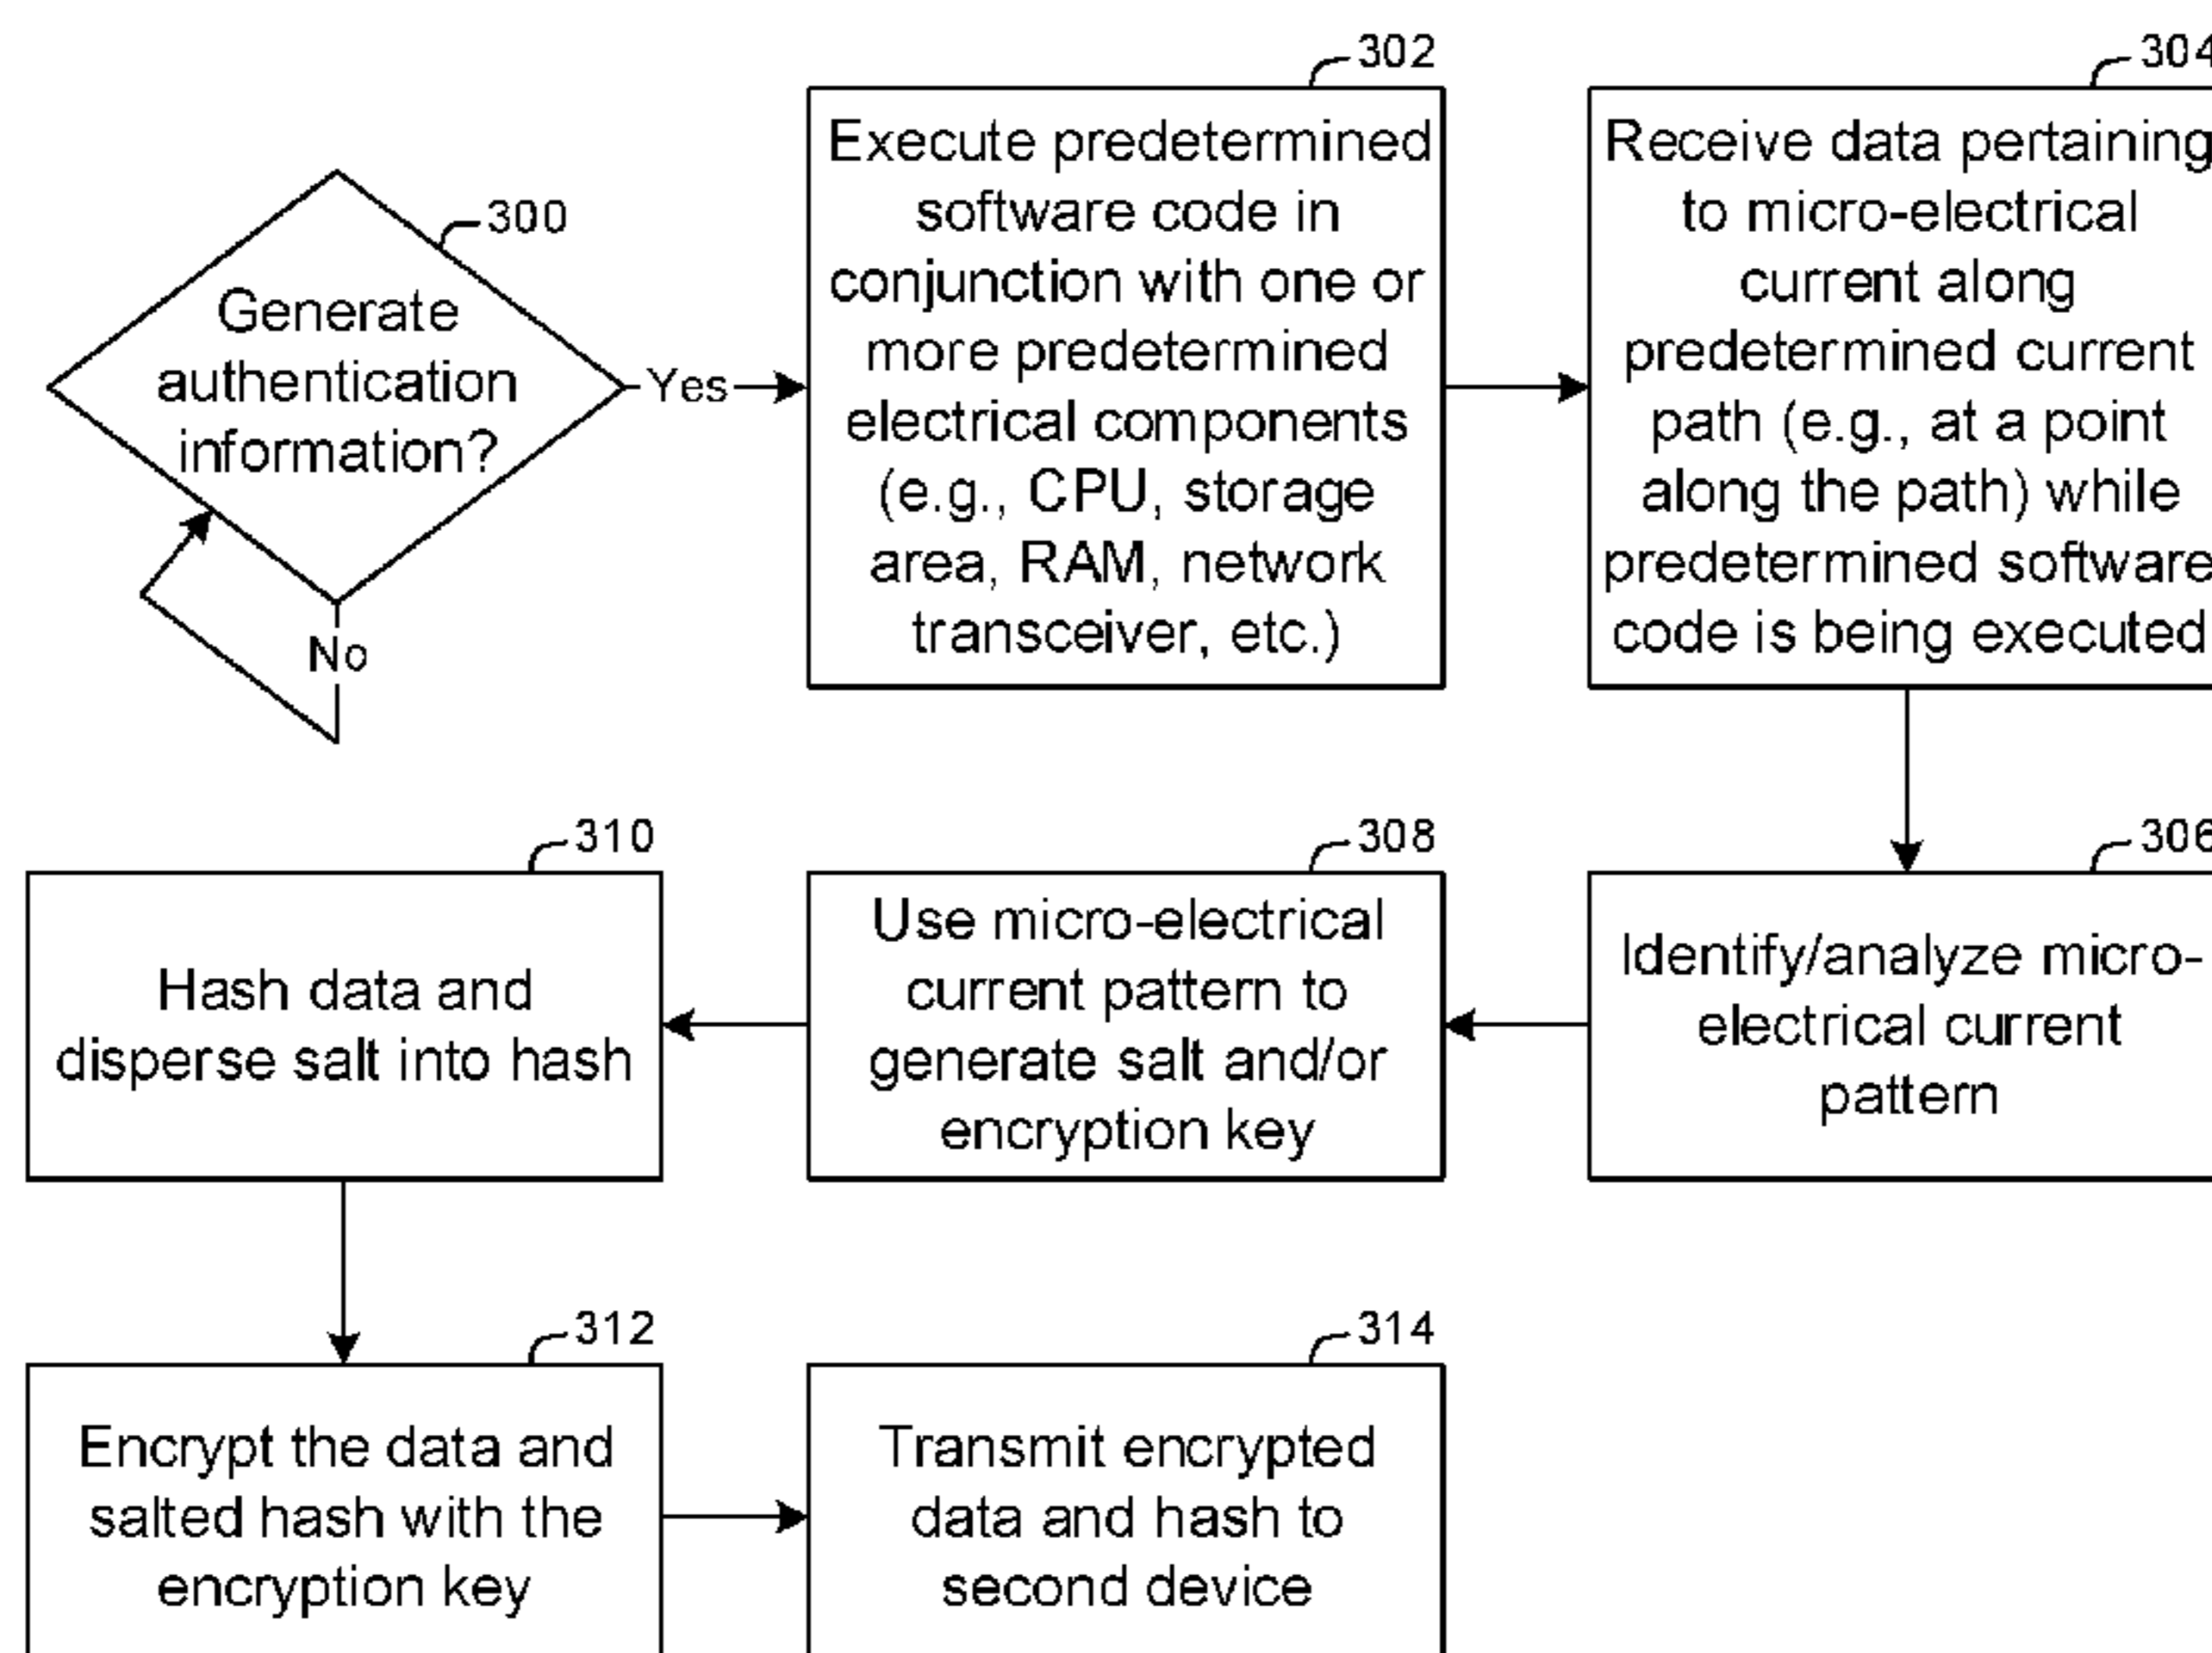 300
Generate
authentication
information?
Yes
No
302
Execute predetermined
software code in
conjunction with one or
more predetermined
electrical components
(e.g., CPU, storage
area, RAM, network
transceiver, etc.)
304
Receive data pertaining
to micro-electrical
current along
predetermined current
path (e.g., at a point
along the path) while
predetermined software
code is being executed
306
Identify/analyze micro-
electrical current
pattern
308
Use micro-electrical
current pattern to
generate salt and/or
encryption key
310
Hash data and
disperse salt into hash
312
Encrypt the data and
salted hash with the
encryption key
314
Transmit encrypted
data and hash to
second device